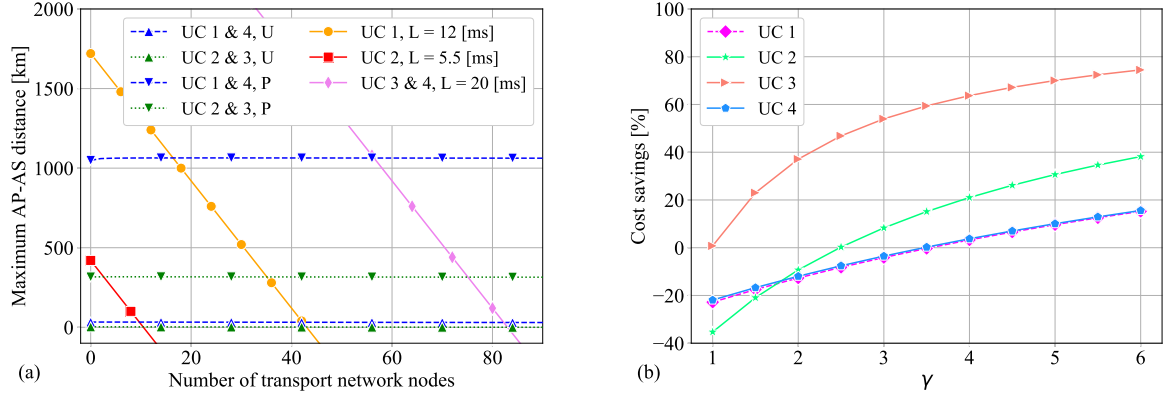 2000
1500
1000
500
0
0
20
40
60
80
Maximum AP-AS distance [km]
Number of transport network nodes
UC 1 & 4, U
UC 2 & 3, U
UC 1 & 4, P
UC 2 & 3, P
UC 1, L = 12 [ms]
UC 2, L = 5.5 [ms]
UC 3 & 4, L = 20 [ms]
(a)
100
80
60
40
20
0
−20
−40
1
2
3
4
5
6
Cost savings [%]
γ
UC 1
UC 2
UC 3
UC 4
(b)